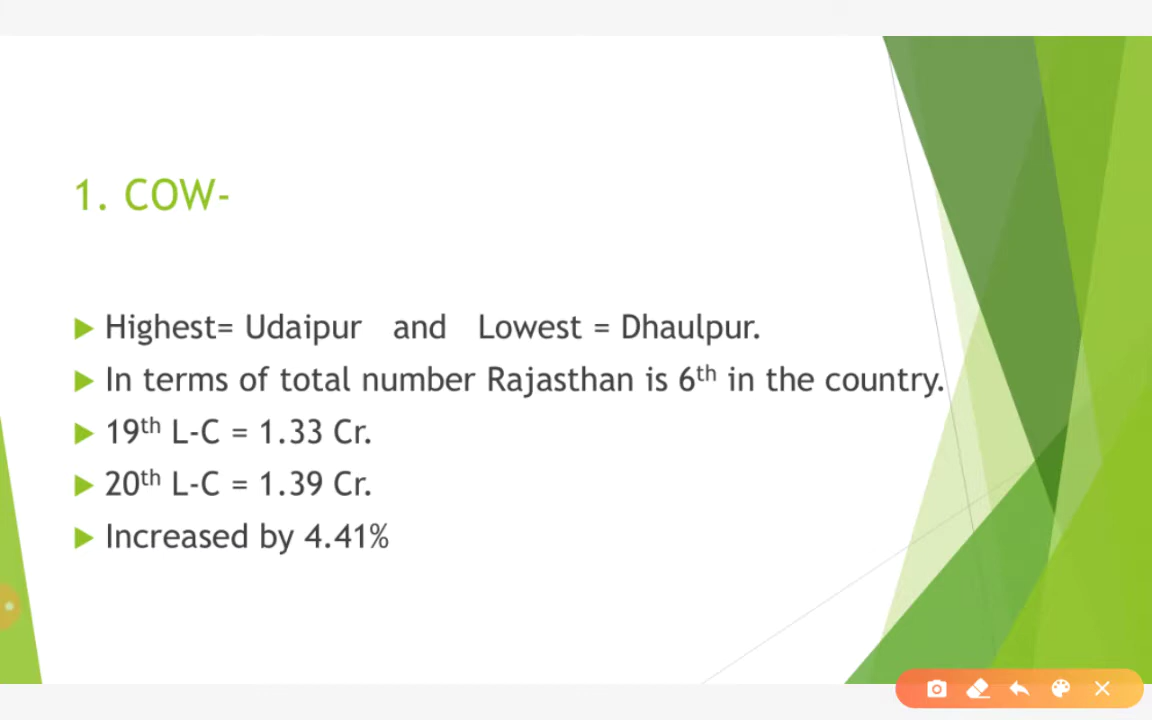 1. COW-
Highest= Udaipur and Lowest = Dhaulpur.
In terms of total number Rajasthan is 6th in the country.
19th L-C = 1.33 Cr.
20th L-C = 1.39 Cr.
Increased by 4.41%